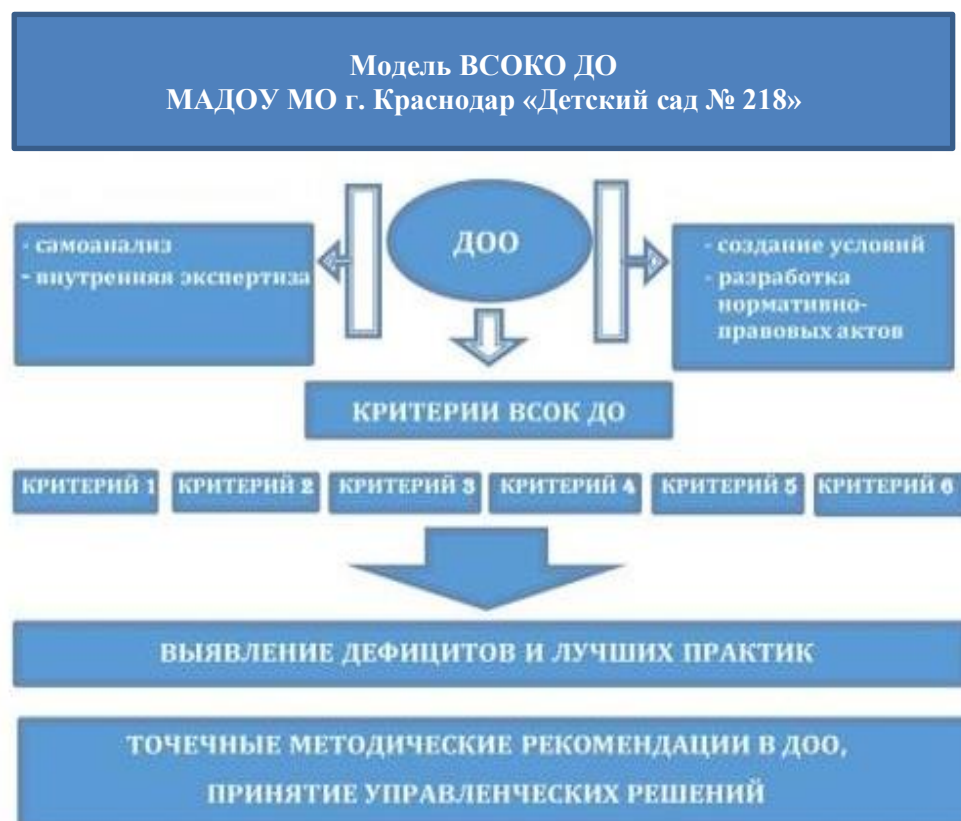 Модель ВСОКО ДО
МАДОУ МО г. Краснодар «Детский сад № 218»
ДОО
- самоанализ
- внутренняя экспертиза
- создание условий
- разработка
нормативно-
правовых актов
КРИТЕРИИ ВСОК ДО
КРИТЕРИЙ 1
КРИТЕРИЙ 2
КРИТЕРИЙ 3
КРИТЕРИЙ 4
КРИТЕРИЙ 5
КРИТЕРИЙ 6
ВЫЯВЛЕНИЕ ДЕФИЦИТОВ И ЛУЧШИХ ПРАКТИК
ТОЧЕЧНЫЕ МЕТОДИЧЕСКИЕ РЕКОМЕНДАЦИИ В ДОО,
ПРИНЯТИЕ УПРАВЛЕНЧЕСКИХ РЕШЕНИЙ